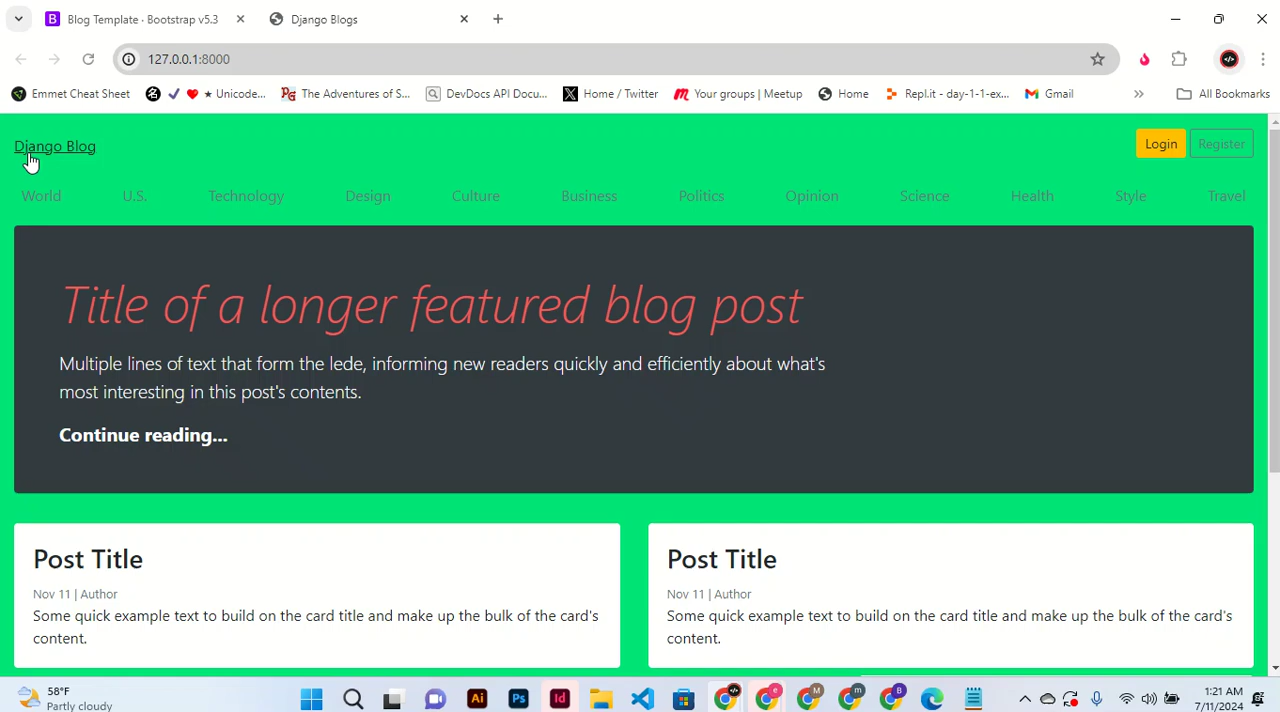 Blog Template · Bootstrap v5.3
Django Blogs
127.0.0.1:8000
Emmet Cheat Sheet
★ Unicode...
The Adventures of S...
DevDocs API Docu...
Home / Twitter
Your groups | Meetup
Home
Repl.it - day-1-1-ex...
Gmail
All Bookmarks
Django Blog
Login
Register
World U.S. Technology Design Culture Business Politics Opinion Science Health Style Travel
Title of a longer featured blog post
Multiple lines of text that form the lede, informing new readers quickly and efficiently about what's
most interesting in this post's contents.
Continue reading...
Post Title
Nov 11 | Author
Some quick example text to build on the card title and make up the bulk of the card's
content.
Post Title
Nov 11 | Author
Some quick example text to build on the card title and make up the bulk of the card's
content.
58°F
Partly cloudy
Ai
Ps
Id
1:21 AM
7/11/2024